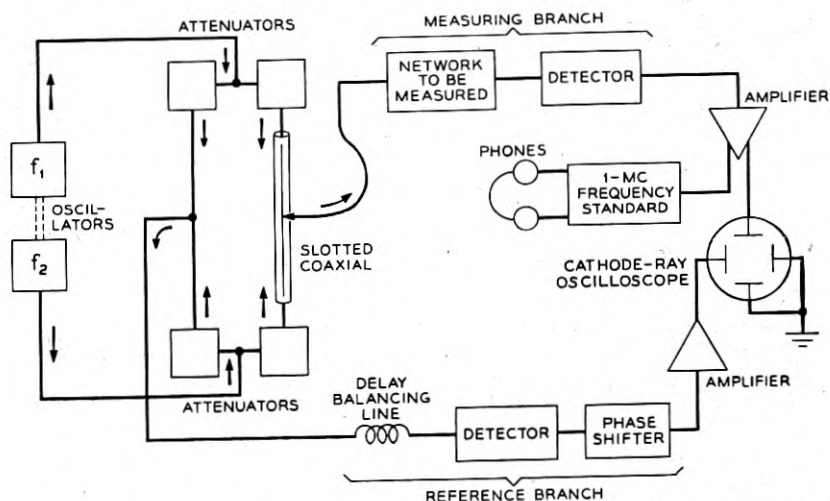 ATTENUATORS
MEASURING BRANCH
NETWORK
TO BE
MEASURED
DETECTOR
AMPLIFIER
f1
OSCIL-
LATORS
f2
PHONES
1-MC
FREQUENCY
STANDARD
SLOTTED
COAXIAL
CATHODE-RAY
OSCILLOSCOPE
ATTENUATORS
DELAY
BALANCING
LINE
DETECTOR
PHASE
SHIFTER
AMPLIFIER
REFERENCE BRANCH